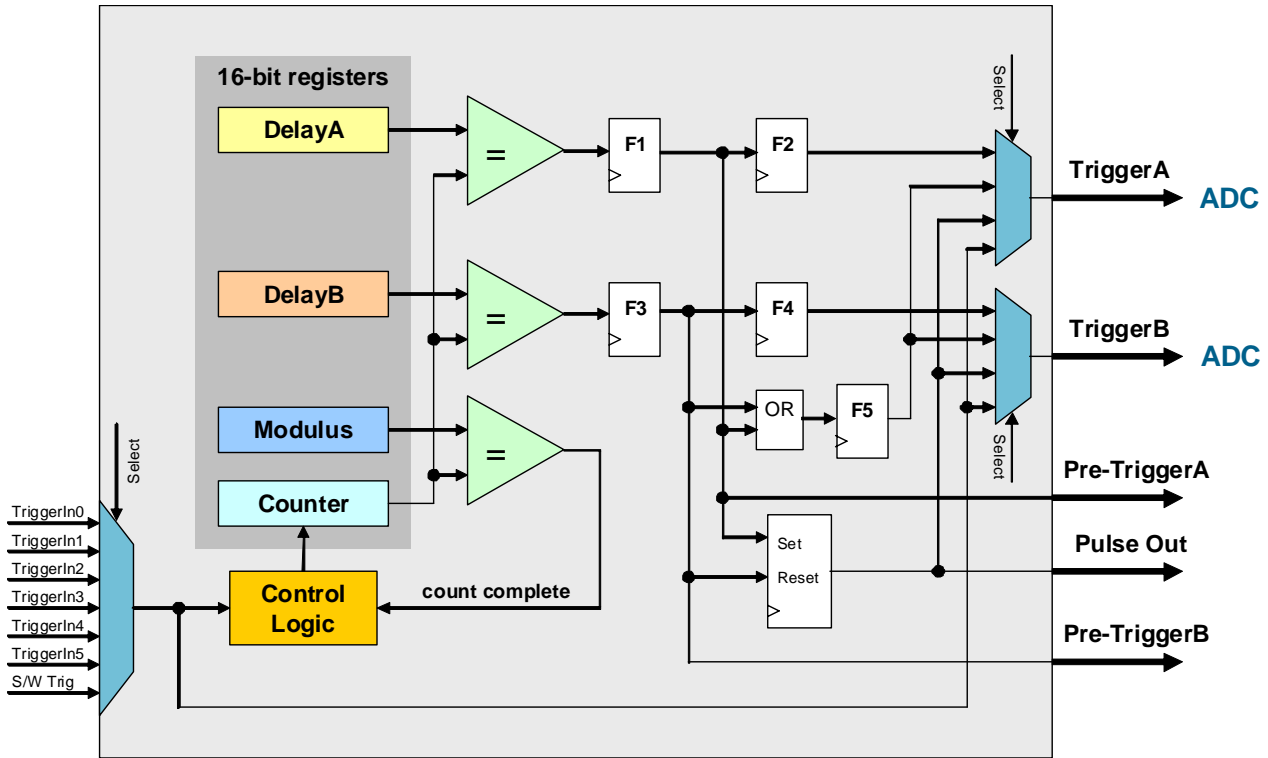 16-bit registers
DelayA
=
F1
F2
Select
TriggerA
ADC
DelayB
=
F3
F4
TriggerB
ADC
Modulus
=
OR
F5
Select
Select
Counter
Pre-TriggerA
TriggerIn0
TriggerIn1
TriggerIn2
TriggerIn3
TriggerIn4
TriggerIn5
S/W Trig
Control
Logic
count complete
Set
Reset
Pulse Out
Pre-TriggerB